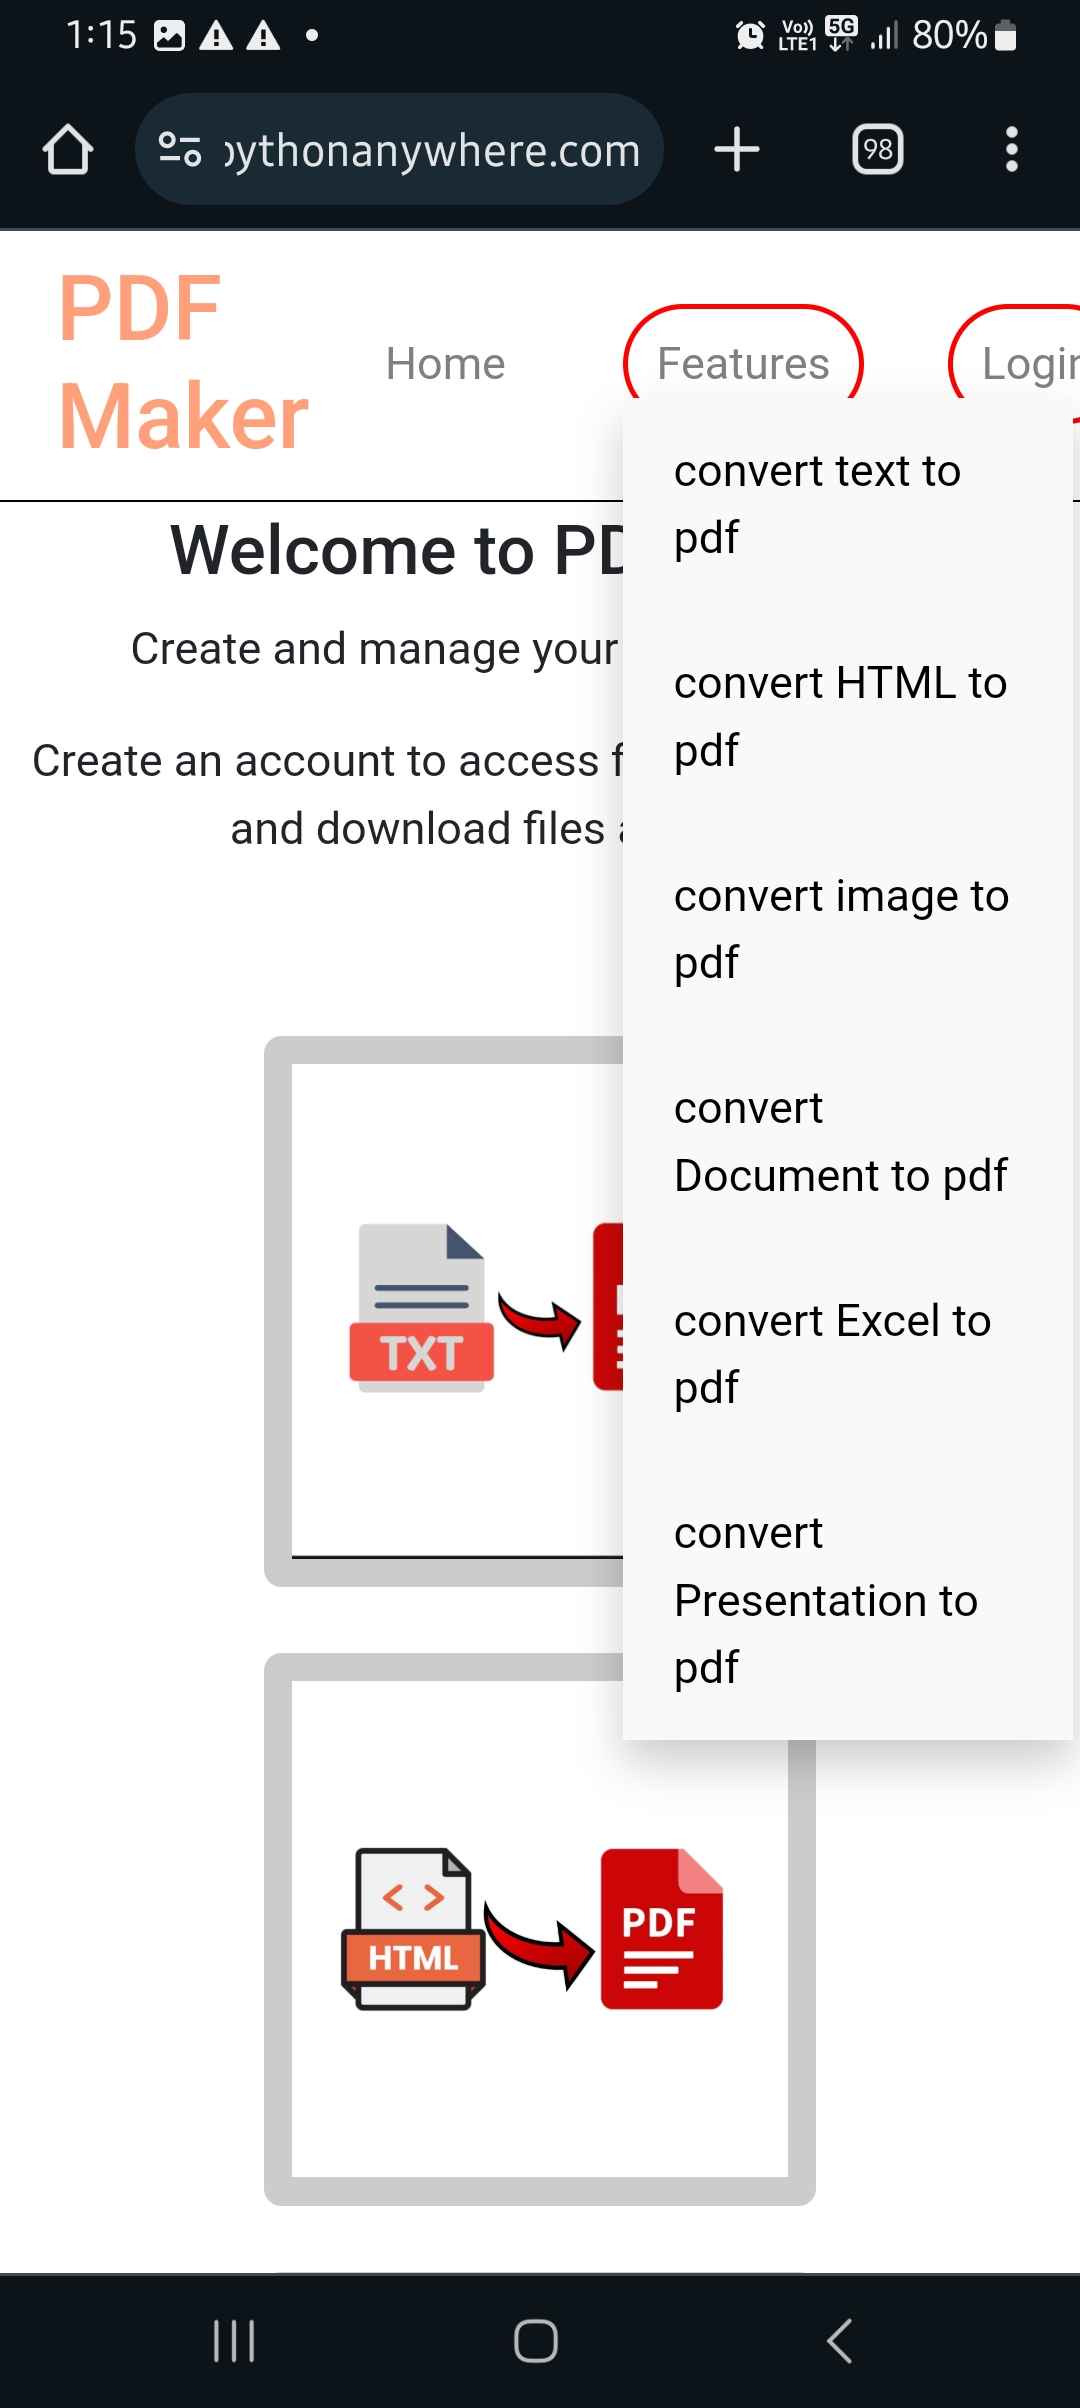 1:15
Vo)) LTE1 5G 80%
pythonanywhere.com
98
PDF
Maker
Home
Features
Login
convert text to
pdf
convert HTML to
pdf
convert image to
pdf
convert
Document to pdf
convert Excel to
pdf
convert
Presentation to
pdf
Welcome to PD
Create and manage your
Create an account to access f
and download files
TXT
HTML
PDF